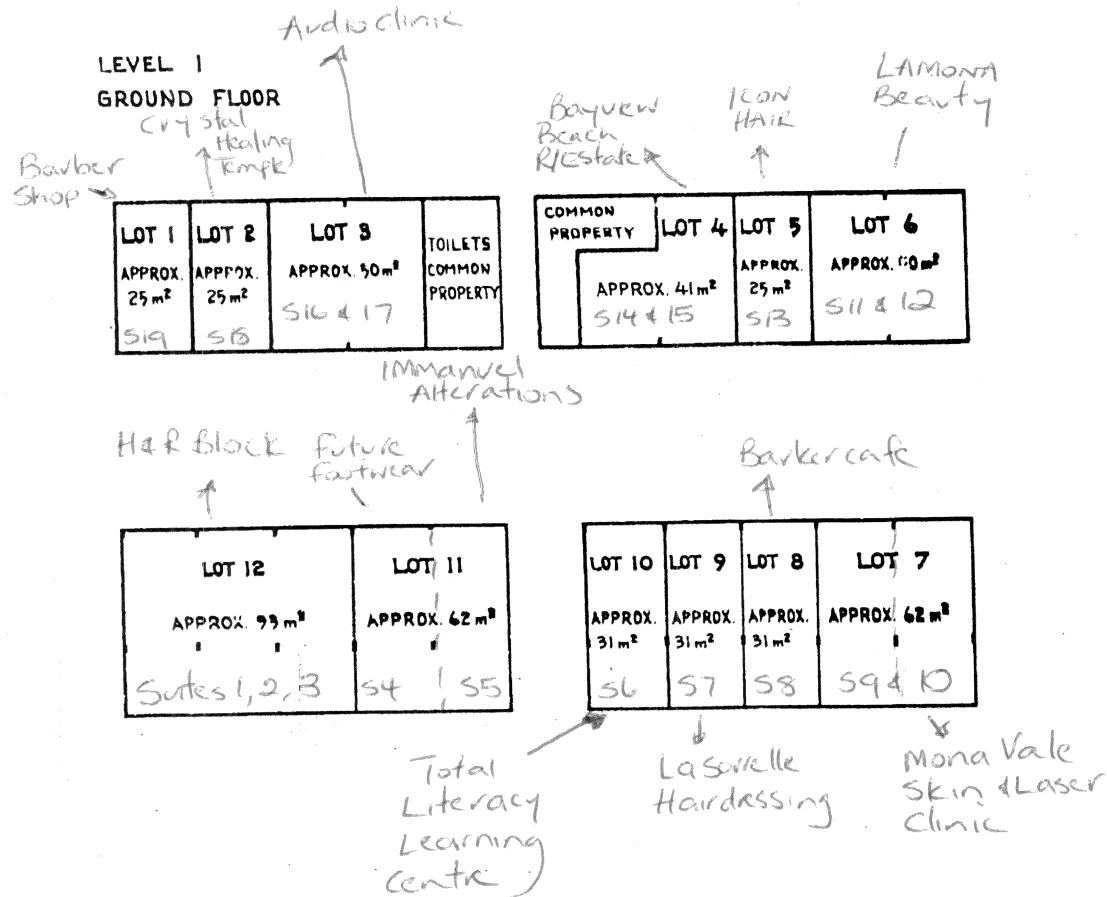 Audio Clinic
LEVEL 1
GROUND FLOOR
Crystal
Healing
Temple
Barber
Shop
Bayview
Beach
R/Estate
ICON
HAIR
LAMONA
Beauty
LOT 1
APPROX.
25 m²
S19
LOT 2
APPROX.
25 m²
S18
LOT 3
APPROX. 50 m²
S16 & 17
TOILETS
COMMON
PROPERTY
COMMON
PROPERTY
LOT 4
APPROX. 41 m²
S14 & 15
LOT 5
APPROX.
25 m²
S13
LOT 6
APPROX.
S11 & 12
IMManuel
Alterations
H&R Block
Future
Footwear
Barkercafe
LOT 12
APPROX. 93 m²
Suites 1, 2, 3
LOT 11
APPROX. 62 m²
S4 S5
LOT 10
APPROX.
31 m²
S6
LOT 9
APPROX.
31 m²
S7
LOT 8
APPROX.
31 m²
S8
LOT 7
APPROX. 62 m²
S9 & 10
Total
Literacy
Learning
Centre
Hairdressing
Mona Vale
Skin & Laser
Clinic